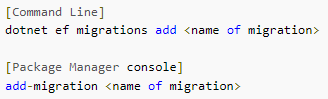 [Command Line]
dotnet ef migrations add <name of migration>
[Package Manager console]
add-migration <name of migration>